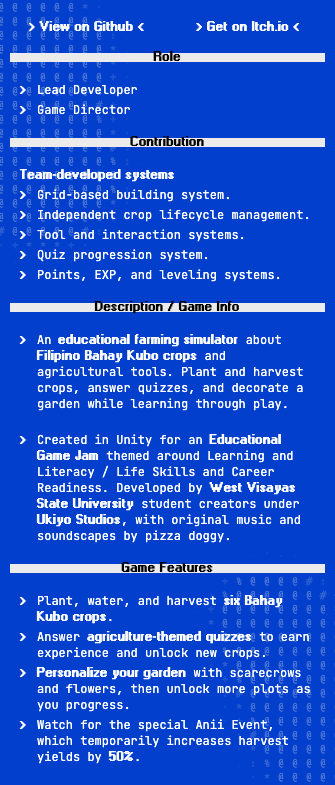 > View on Github < > Get on Itch.io <
Role
> Lead Developer
> Game Director
Contribution
Team-developed systems
> Grid-based building system.
> Independent crop lifecycle management.
> Tool and interaction systems.
> Quiz progression system.
> Points, EXP, and leveling systems.
Description / Game Info
> An educational farming simulator about
Filipino Bahay Kubo crops and
agricultural tools. Plant and harvest
crops, answer quizzes, and decorate a
garden while learning through play.
> Created in Unity for an Educational
Game Jam themed around Learning and
Literacy / Life Skills and Career
Readiness. Developed by West Visayas
State University student creators under
Ukiyo Studios, with original music and
soundscapes by pizza doggy.
Game Features
> Plant, water, and harvest six Bahay
Kubo crops.
> Answer agriculture-themed quizzes to earn
experience and unlock new crops.
> Personalize your garden with scarecrows
and flowers, then unlock more plots as
you progress.
> Watch for the special Anii Event,
which temporarily increases harvest
yields by 50%.